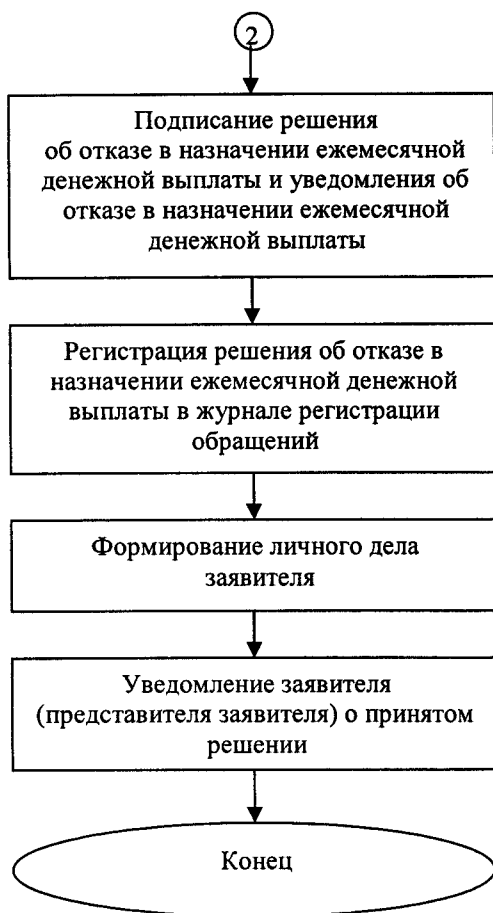 2
Подписание решения
об отказе в назначении ежемесячной
денежной выплаты и уведомления об
отказе в назначении ежемесячной
денежной выплаты
Регистрация решения об отказе в
назначении ежемесячной денежной
выплаты в журнале регистрации
обращений
Формирование личного дела
заявителя
Уведомление заявителя
(представителя заявителя) о принятом
решении
Конец